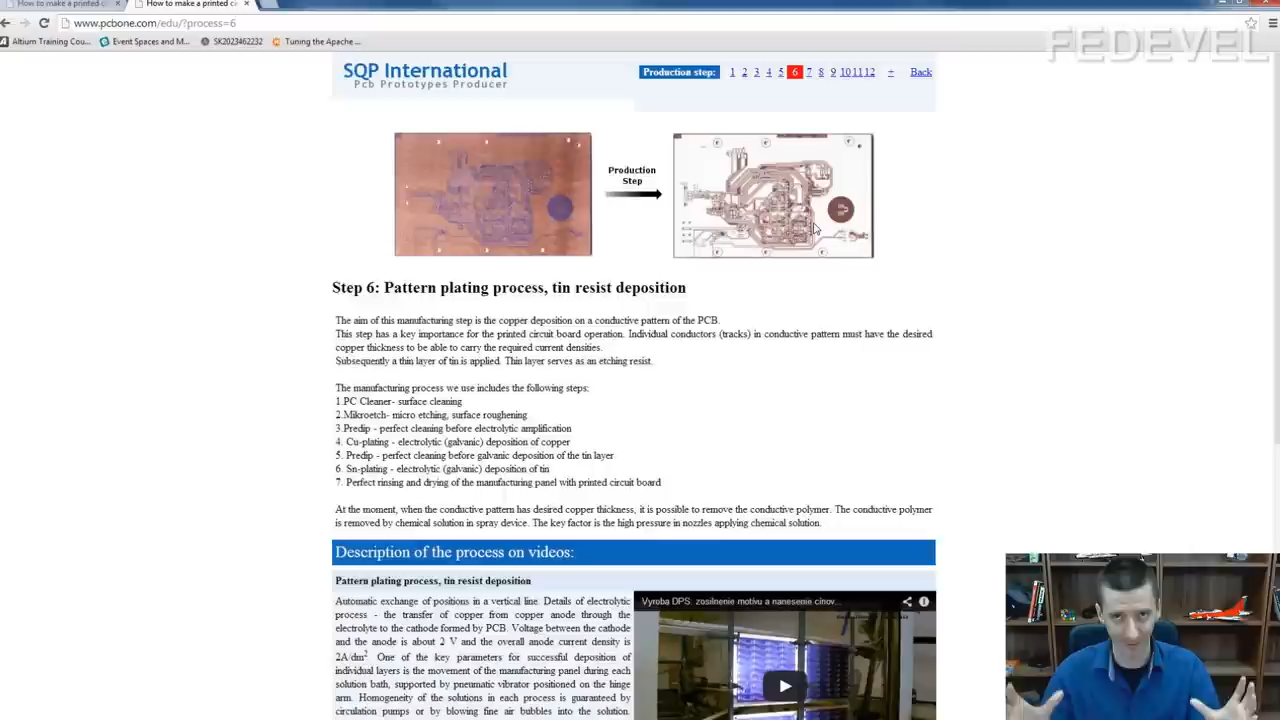 How to make a printed c
How to make a printed ci
www.pcbone.com/edu/?process=6
Altium Training Cou...
Event Spaces and M...
SK2023462232
Tuning the Apache ...
FEDEVEL
SQP International
Pcb Prototypes Producer
Production step: 1 2 3 4 5 6 7 8 9 10 11 12 + Back
Production
Step
Step 6: Pattern plating process, tin resist deposition
The aim of this manufacturing step is the copper deposition on a conductive pattern of the PCB.
This step has a key importance for the printed circuit board operation. Individual conductors (tracks) in conductive pattern must have the desired
copper thickness to be able to carry the required current densities.
Subsequently a thin layer of tin is applied. Thin layer serves as an etching resist.
The manufacturing process we use includes the following steps:
1.PC Cleaner- surface cleaning
2.Mikroetch- micro etching, surface roughening
3.Predip - perfect cleaning before electrolytic amplification
4. Cu-plating - electrolytic (galvanic) deposition of copper
5. Predip - perfect cleaning before galvanic deposition of the tin layer
6. Sn-plating - electrolytic (galvanic) deposition of tin
7. Perfect rinsing and drying of the manufacturing panel with printed circuit board
At the moment, when the conductive pattern has desired copper thickness, it is possible to remove the conductive polymer. The conductive polymer
is removed by chemical solution in spray device. The key factor is the high pressure in nozzles applying chemical solution.
Description of the process on videos:
Pattern plating process, tin resist deposition
Automatic exchange of positions in a vertical line. Details of electrolytic
process - the transfer of copper from copper anode through the
electrolyte to the cathode formed by PCB. Voltage between the cathode
and the anode is about 2 V and the overall anode current density is
2A/dm² One of the key parameters for successful deposition of
individual layers is the movement of the manufacturing panel during each
solution bath, supported by pneumatic vibrator positioned on the hinge
arm. Homogeneity of the solutions in each process is guaranteed by
circulation pumps or by blowing fine air bubbles into the solution.
Vyroba DPS: zosilnenie motívu a nanesenie cínov...